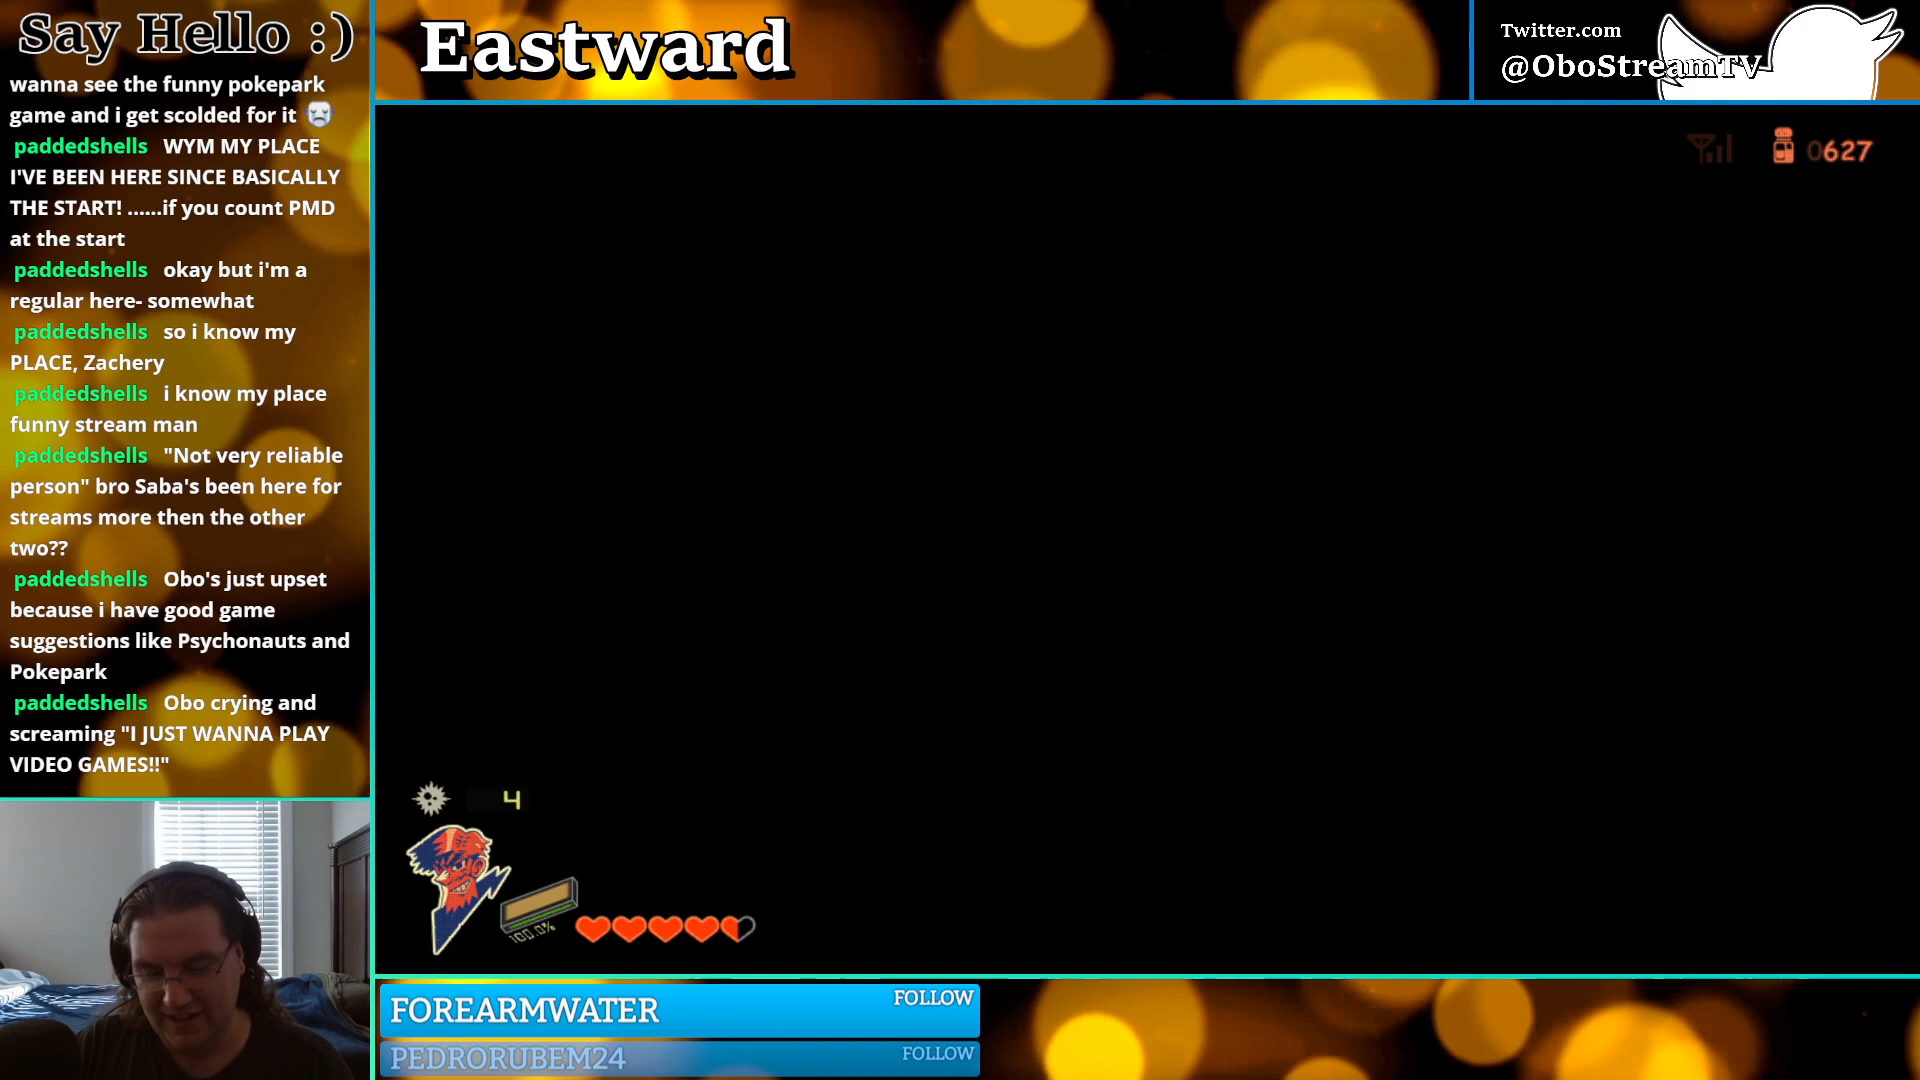 Say Hello :)
wanna see the funny pokepark
game and i get scolded for it
paddedshells WYM MY PLACE
I'VE BEEN HERE SINCE BASICALLY
THE START! ......if you count PMD
at the start
paddedshells okay but i'm a
regular here- somewhat
paddedshells so i know my
PLACE, Zachery
paddedshells i know my place
funny stream man
paddedshells "Not very reliable
person" bro Saba's been here for
streams more then the other
two??
paddedshells Obo's just upset
because i have good game
suggestions like Psychonauts and
Pokepark
paddedshells Obo crying and
screaming "I JUST WANNA PLAY
VIDEO GAMES!!"
Eastward
Twitter.com
@OboStreamTV
0627
4
100.0%
FOREARMWATER FOLLOW
PEDRORUBEM24 FOLLOW